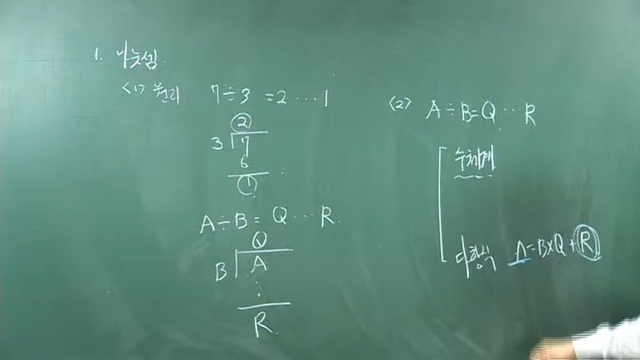 1. 나눗셈
<1> 원리
7÷3 =2 ··· 1
2
3 7
6
1
A÷B= Q ··· R.
Q
B A
⋮
R
<2> A÷B=Q ··· R
수체계
다항식 A=B×Q+R